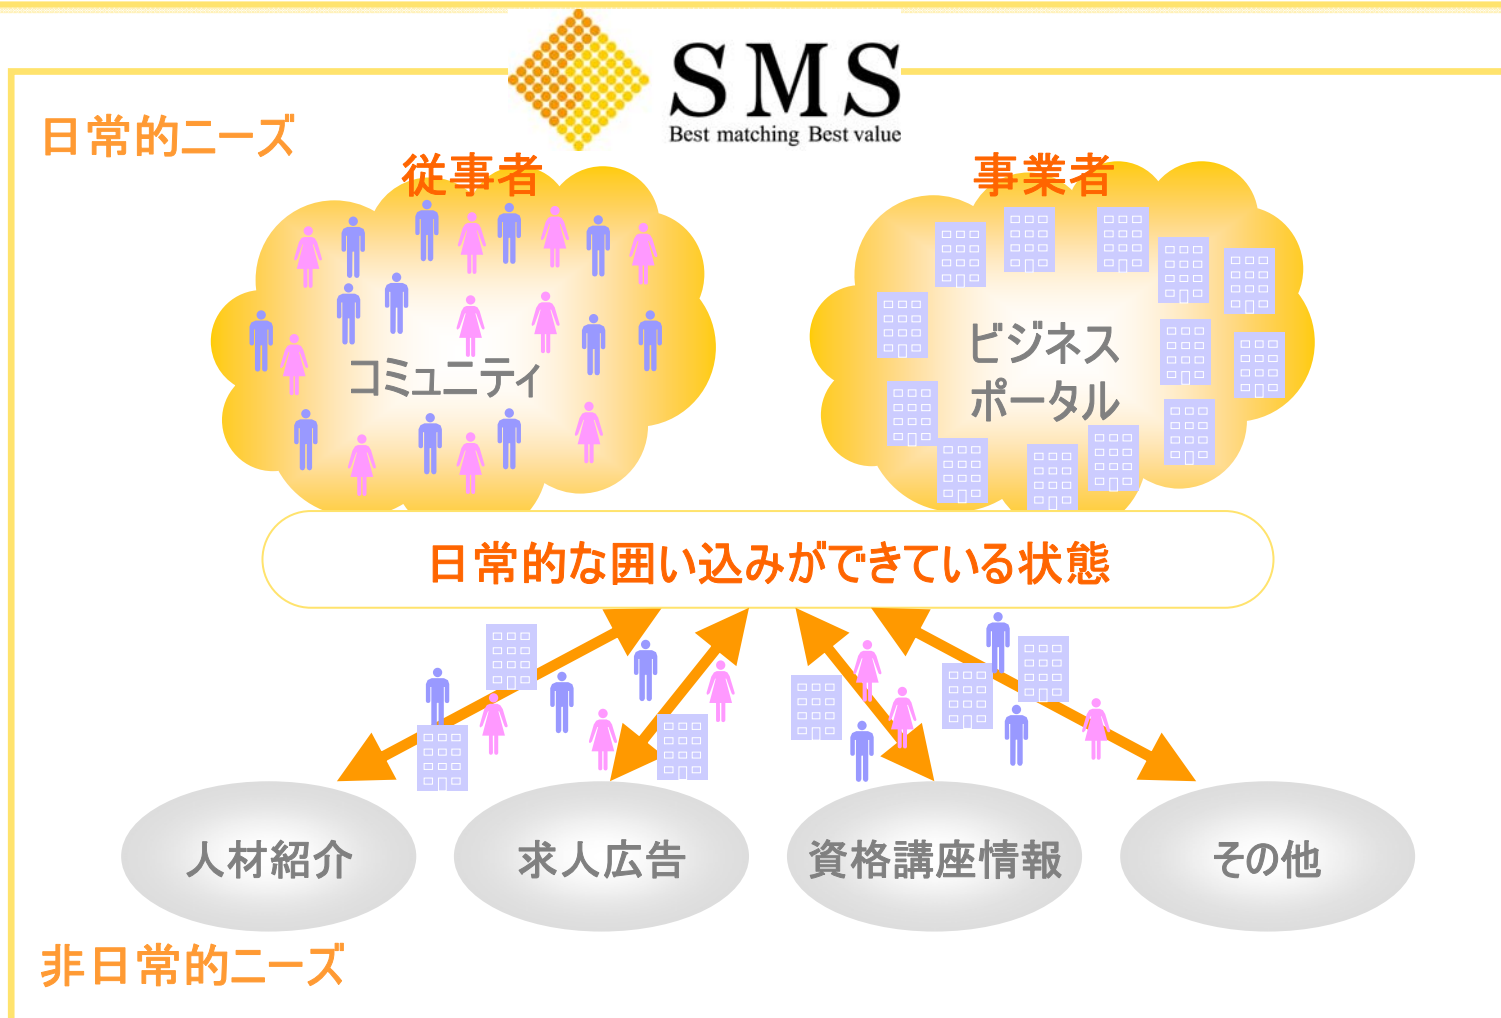 SMS
Best matching Best value
日常的ニーズ
従事者
事業者
コミュニティ
ビジネス
ポータル
日常的な囲い込みができている状態
人材紹介
求人広告
資格講座情報
その他
非日常的ニーズ